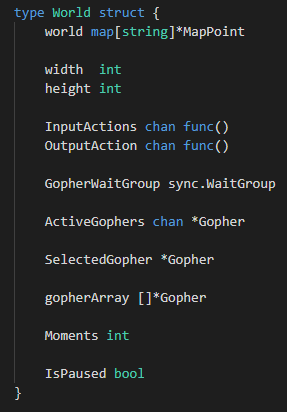 type World struct {
    world map[string]*MapPoint

    width  int
    height int

    InputActions chan func()
    OutputAction chan func()

    GopherWaitGroup sync.WaitGroup

    ActiveGophers chan *Gopher

    SelectedGopher *Gopher

    gopherArray []*Gopher

    Moments int

    IsPaused bool
}